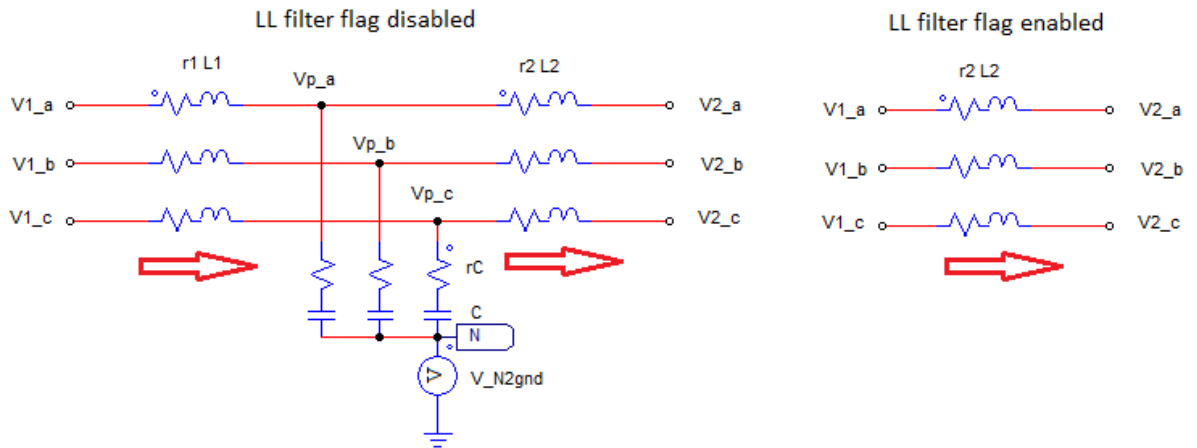 LL filter flag disabled
LL filter flag enabled
r1 L1
Vp_a
r2 L2
r2 L2
V1_a
V2_a
V1_a
V2_a
Vp_b
V1_b
V2_b
V1_b
V2_b
Vp_c
V1_c
V2_c
V1_c
V2_c
rC
C
N
V
V_N2gnd